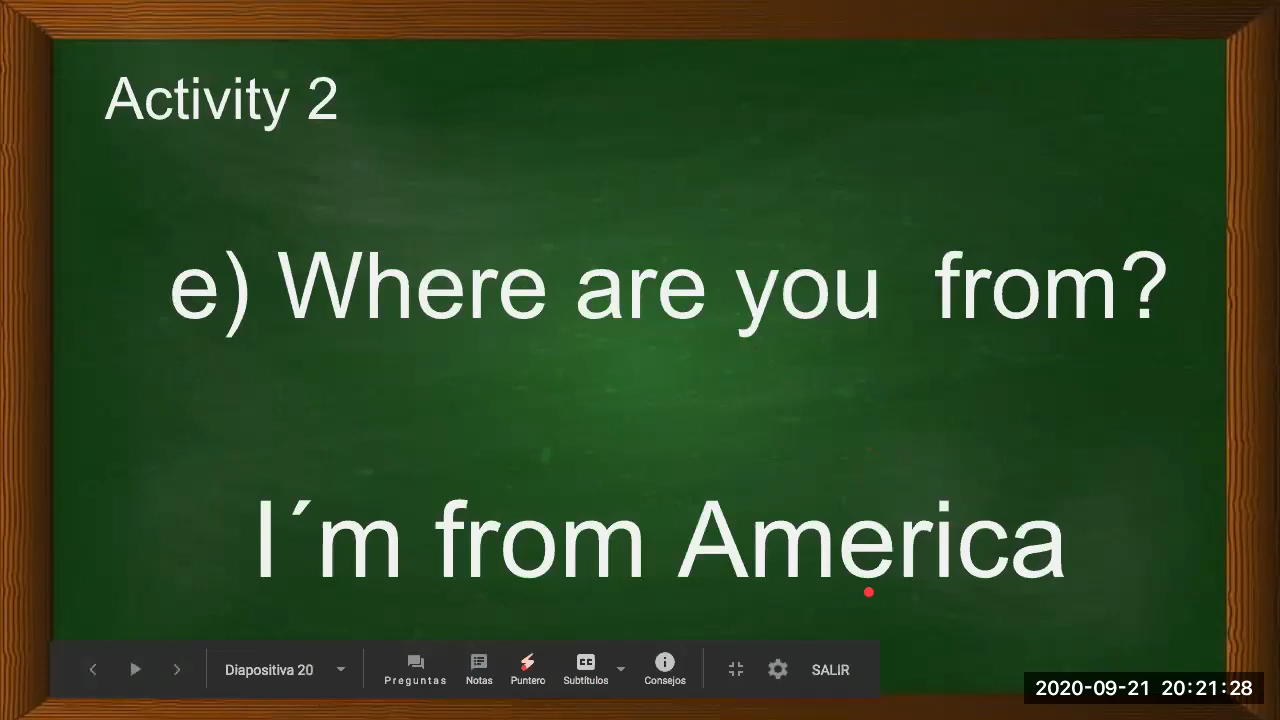 Activity 2
e) Where are you  from?
I´m from America
Diapositiva 20
Preguntas
Notas
Puntero
Subtítulos
Consejos
SALIR
2020-09-21 20:21:28